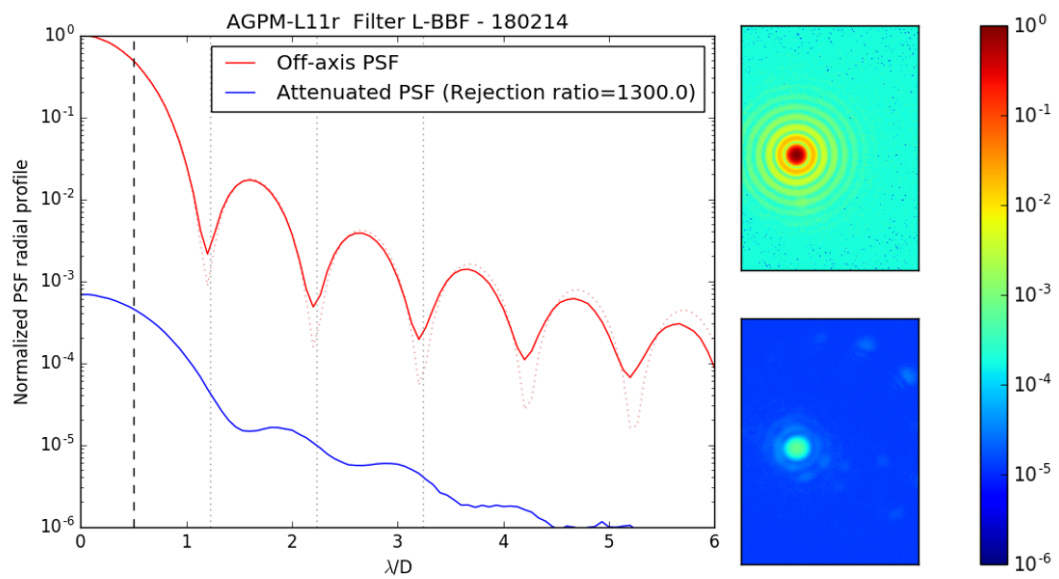 AGPM-L11r Filter L-BBF - 180214
Normalized PSF radial profile
10^0
10^-1
10^-2
10^-3
10^-4
10^-5
10^-6
Off-axis PSF
Attenuated PSF (Rejection ratio=1300.0)
0 1 2 3 4 5 6
λ/D
10^0
10^-1
10^-2
10^-3
10^-4
10^-5
10^-6